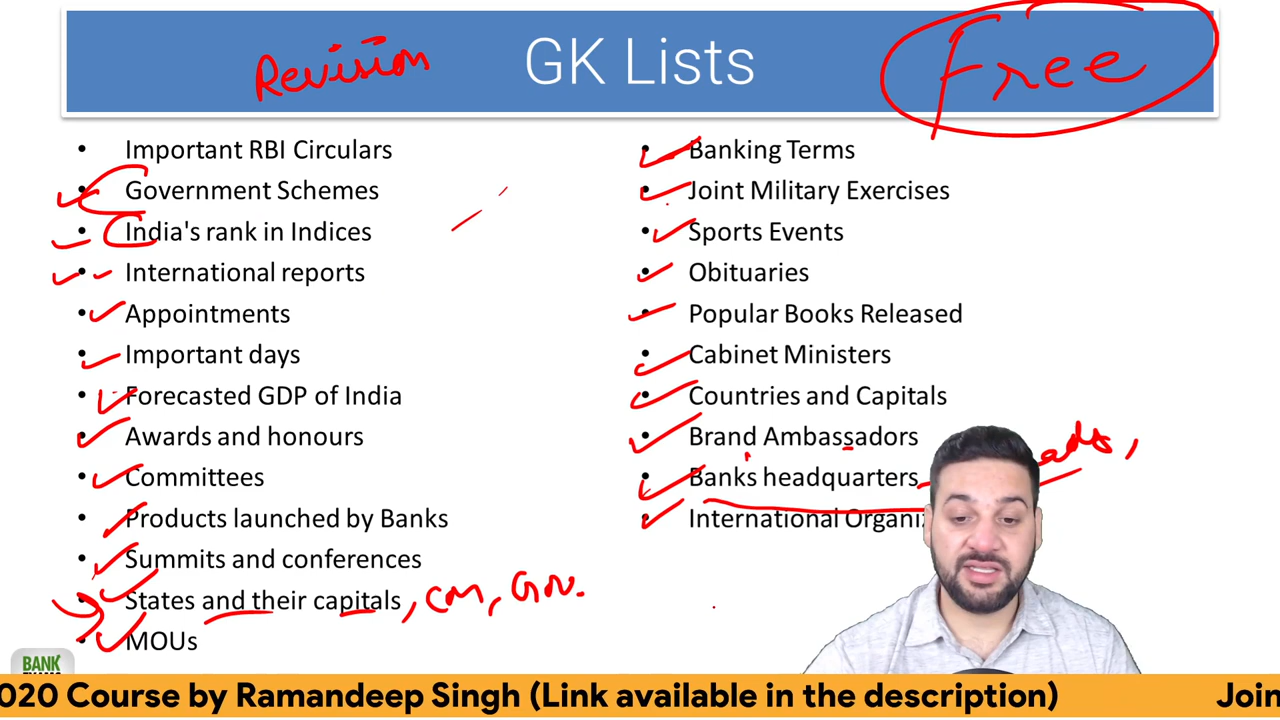 Revision
GK Lists
Free
• Important RBI Circulars
• Government Schemes
• India's rank in Indices
• International reports
• Appointments
• Important days
• Forecasted GDP of India
• Awards and honours
• Committees
• Products launched by Banks
• Summits and conferences
• States and their capitals, CM, Gov.
• MOUs
• Banking Terms
• Joint Military Exercises
• Sports Events
• Obituaries
• Popular Books Released
• Cabinet Ministers
• Countries and Capitals
• Brand Ambassadors
• Banks headquarters
• International
BANK
020 Course by Ramandeep Singh (Link available in the description) Join